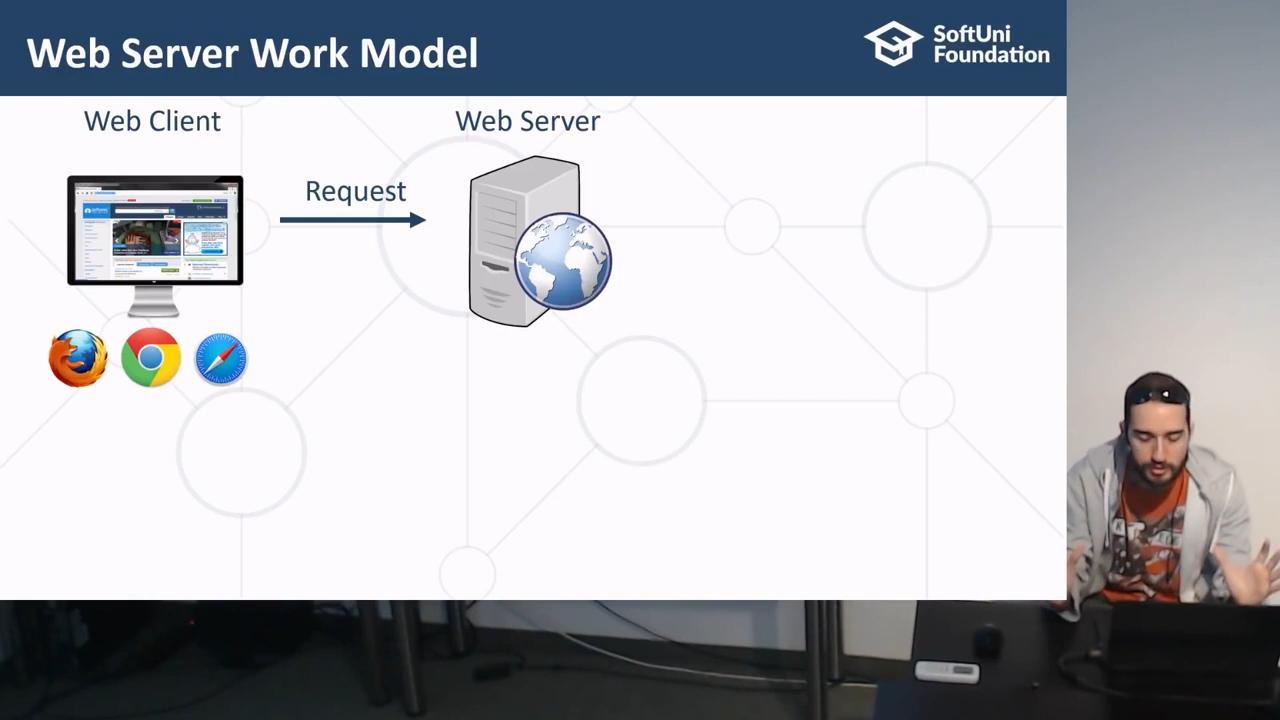 Web Server Work Model
SoftUni
Foundation
Web Client
Web Server
Request